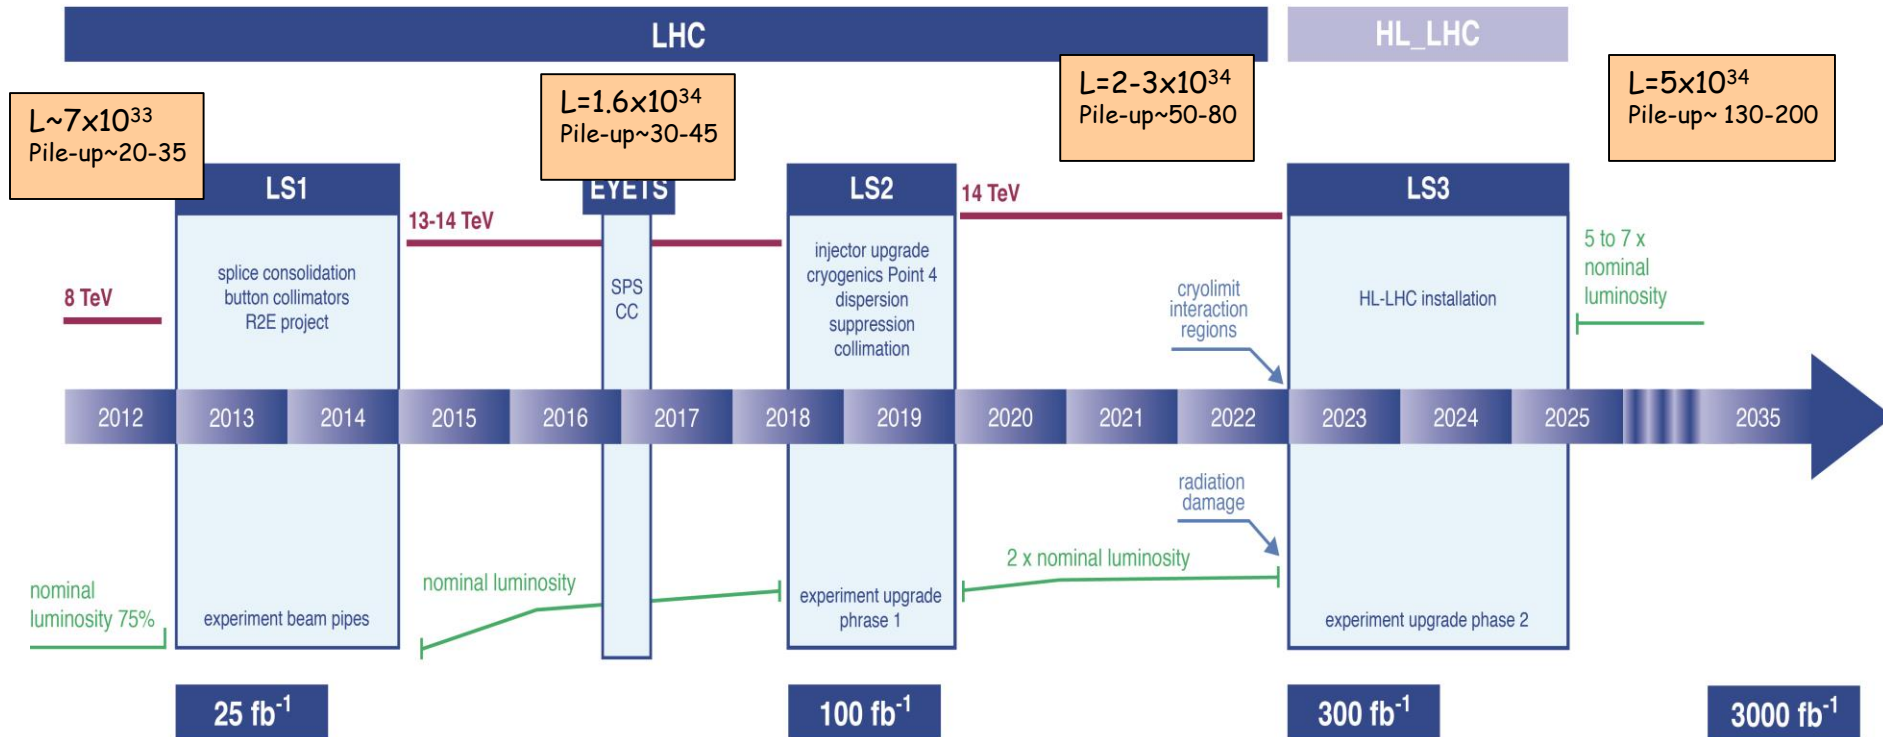 LHC
HL_LHC
L~7x10³³
Pile-up~20-35
L=1.6x10³⁴
Pile-up~30-45
L=2-3x10³⁴
Pile-up~50-80
L=5x10³⁴
Pile-up~ 130-200
LS1
EYETS
LS2
LS3
8 TeV
13-14 TeV
14 TeV
splice consolidation
button collimators
R2E project
SPS
CC
injector upgrade
cryogenics Point 4
dispersion
suppression
collimation
cryolimit
interaction
regions
HL-LHC installation
5 to 7 x
nominal
luminosity
2012
2013
2014
2015
2016
2017
2018
2019
2020
2021
2022
2023
2024
2025
2035
nominal
luminosity 75%
experiment beam pipes
nominal luminosity
experiment upgrade
phrase 1
2 x nominal luminosity
radiation
damage
experiment upgrade phase 2
25 fb⁻¹
100 fb⁻¹
300 fb⁻¹
3000 fb⁻¹